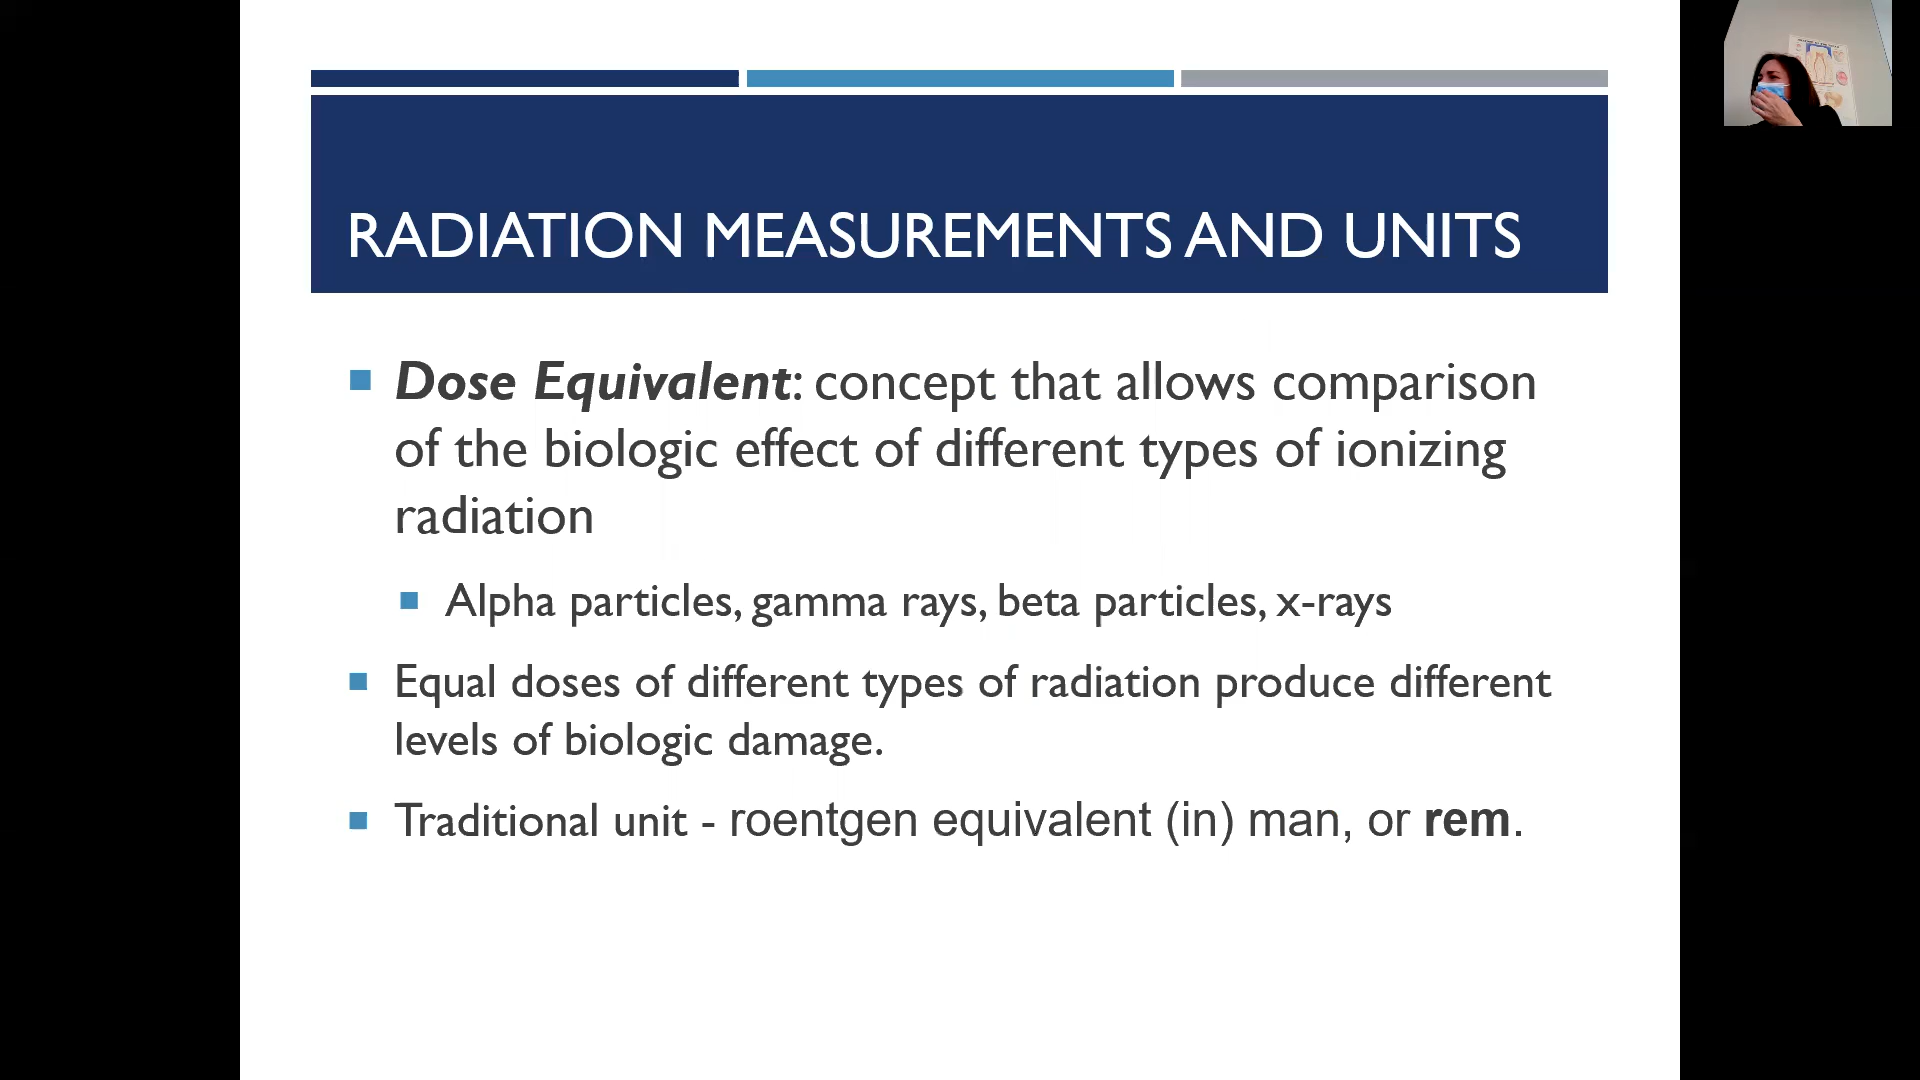 RADIATION MEASUREMENTS AND UNITS
Dose Equivalent: concept that allows comparison
of the biologic effect of different types of ionizing
radiation
Alpha particles, gamma rays, beta particles, x-rays
Equal doses of different types of radiation produce different
levels of biologic damage.
Traditional unit - roentgen equivalent (in) man, or rem.